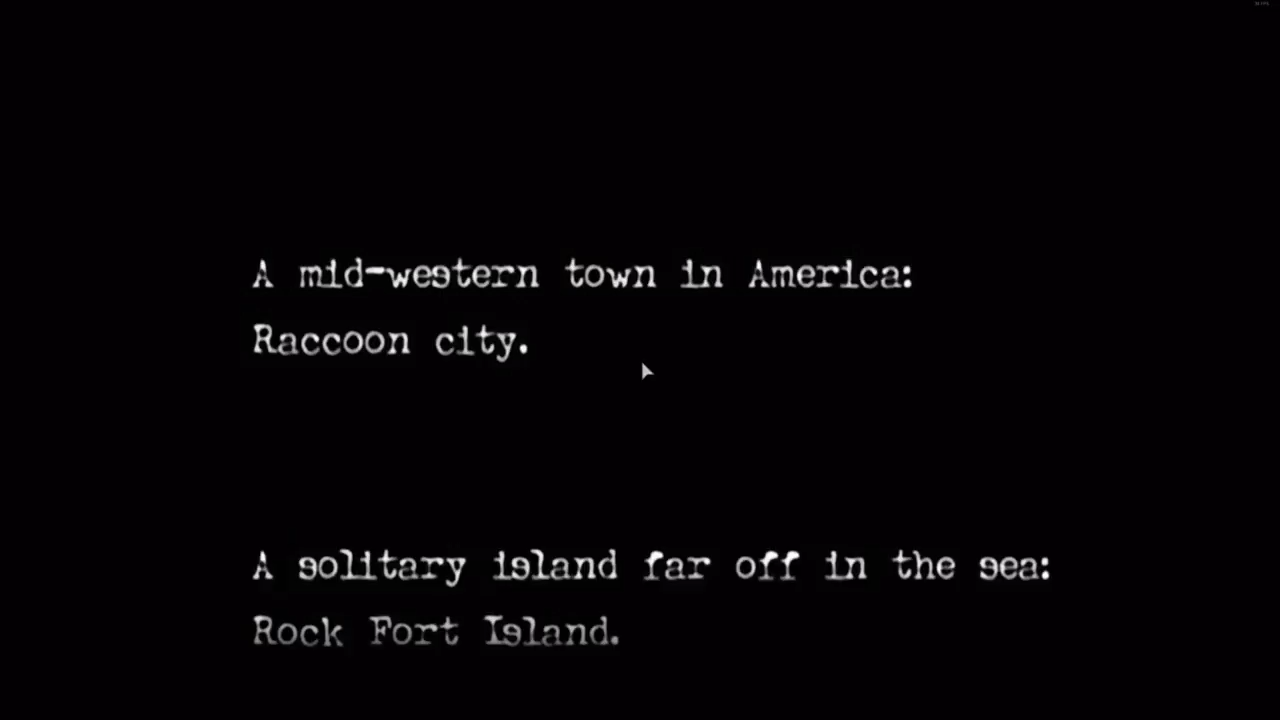 A mid-western town in America:
Raccoon city.
A solitary island far off in the sea:
Rock Fort Island.